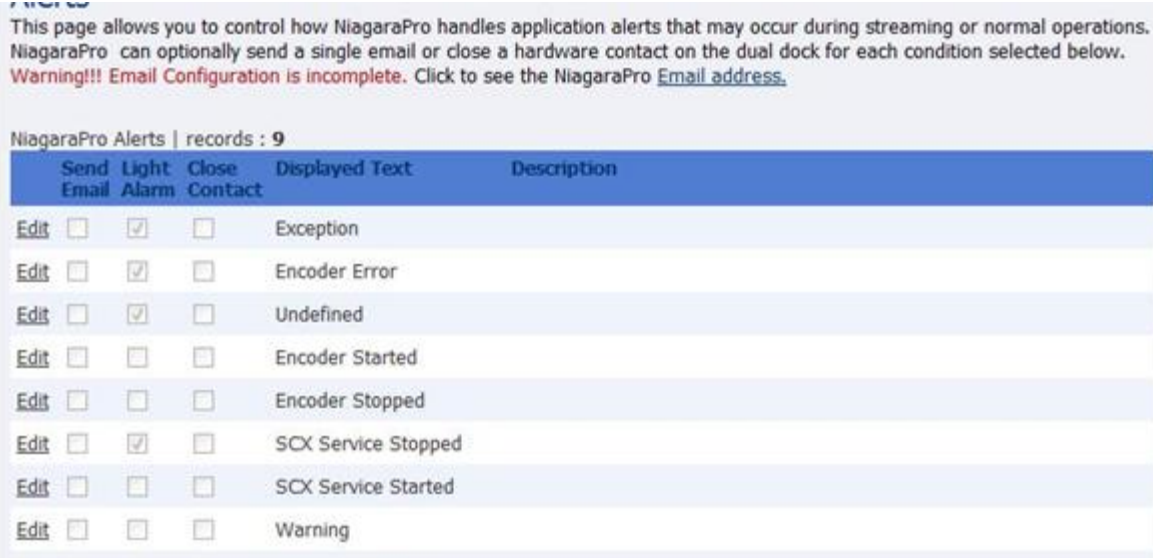 Alerts
This page allows you to control how NiagaraPro handles application alerts that may occur during streaming or normal operations.
NiagaraPro can optionally send a single email or close a hardware contact on the dual dock for each condition selected below.
Warning!!! Email Configuration is incomplete. Click to see the NiagaraPro Email address.
NiagaraPro Alerts | records : 9
Send Email Light Alarm Close Contact Displayed Text Description
Edit Exception
Edit Encoder Error
Edit Undefined
Edit Encoder Started
Edit Encoder Stopped
Edit SCX Service Stopped
Edit SCX Service Started
Edit Warning